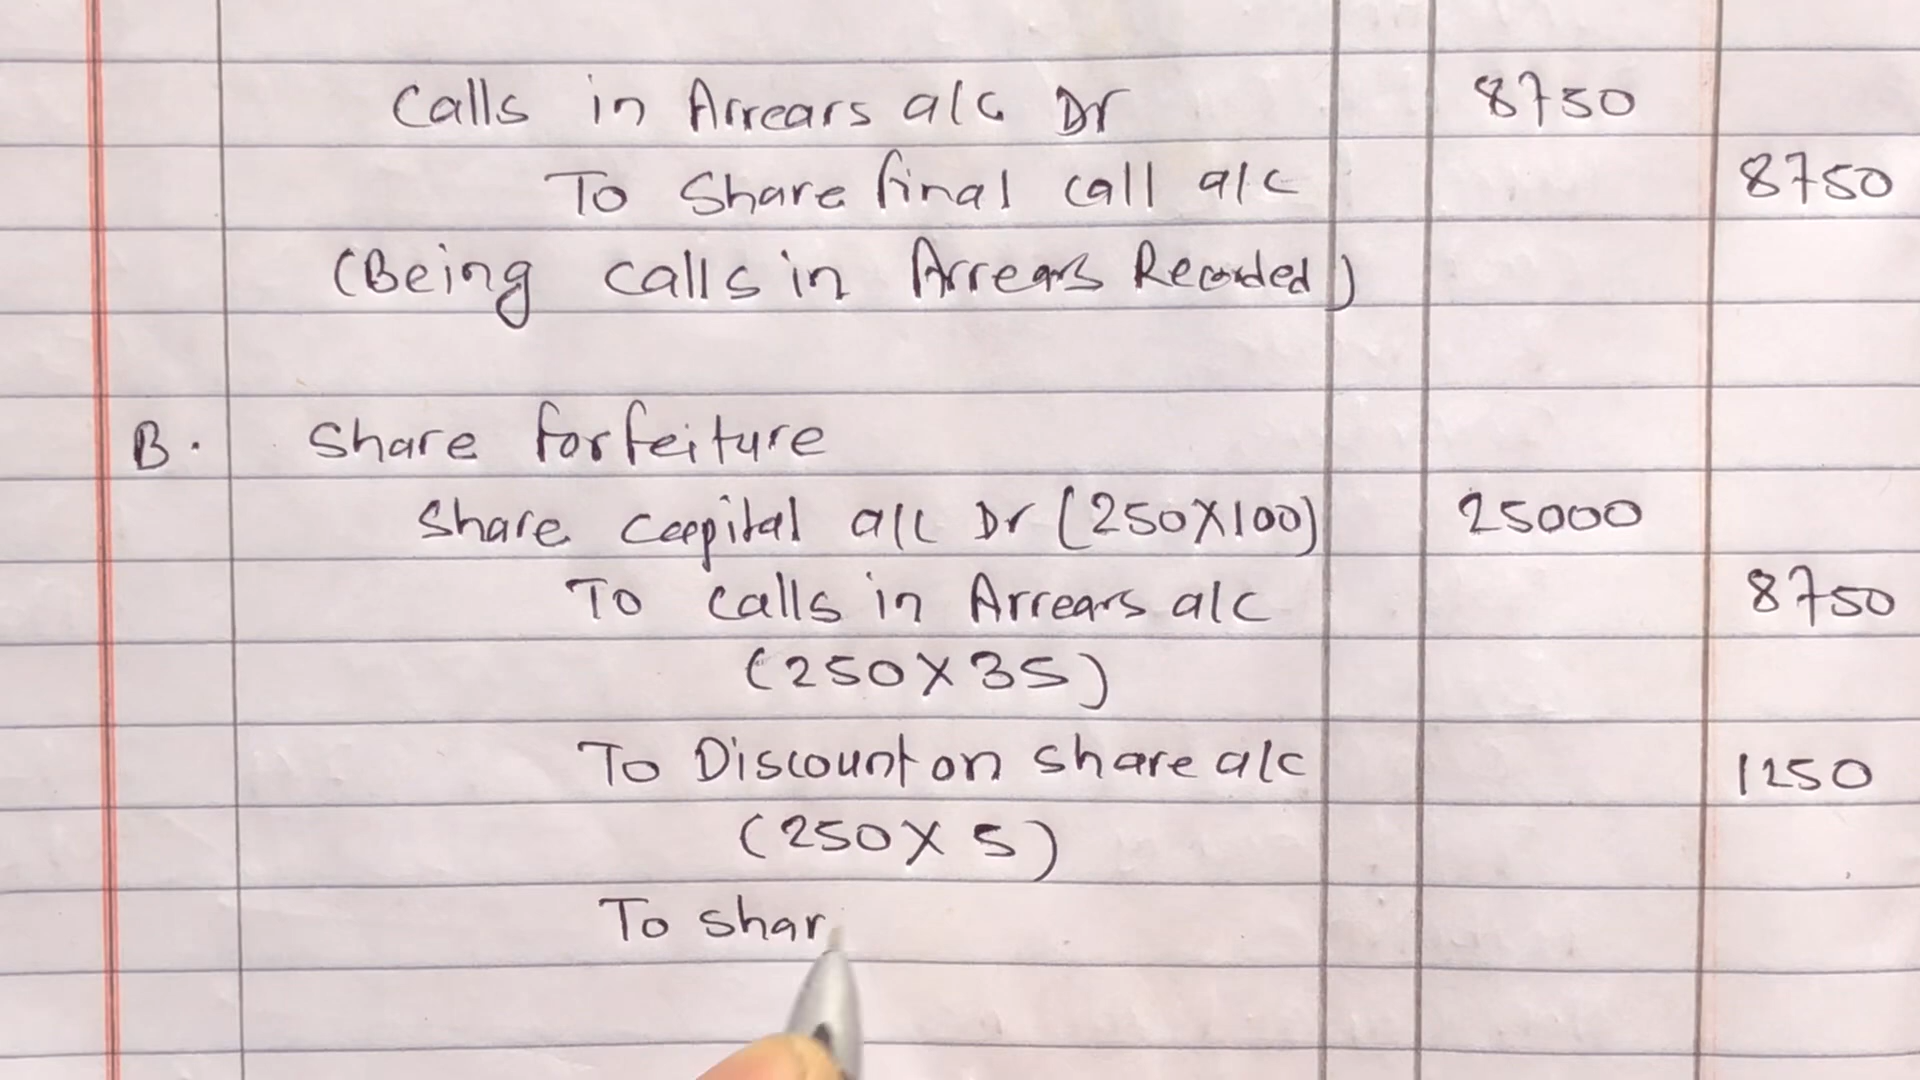 Calls in Arrears a/c Dr 8750
To Share final call a/c 8750
(Being calls in Arrears Recorded)
B. Share forfeiture
Share capital a/c Dr (250X100) 25000
To calls in Arrears a/c 8750
(250X35)
To Discount on share a/c 1250
(250X5)
To shar